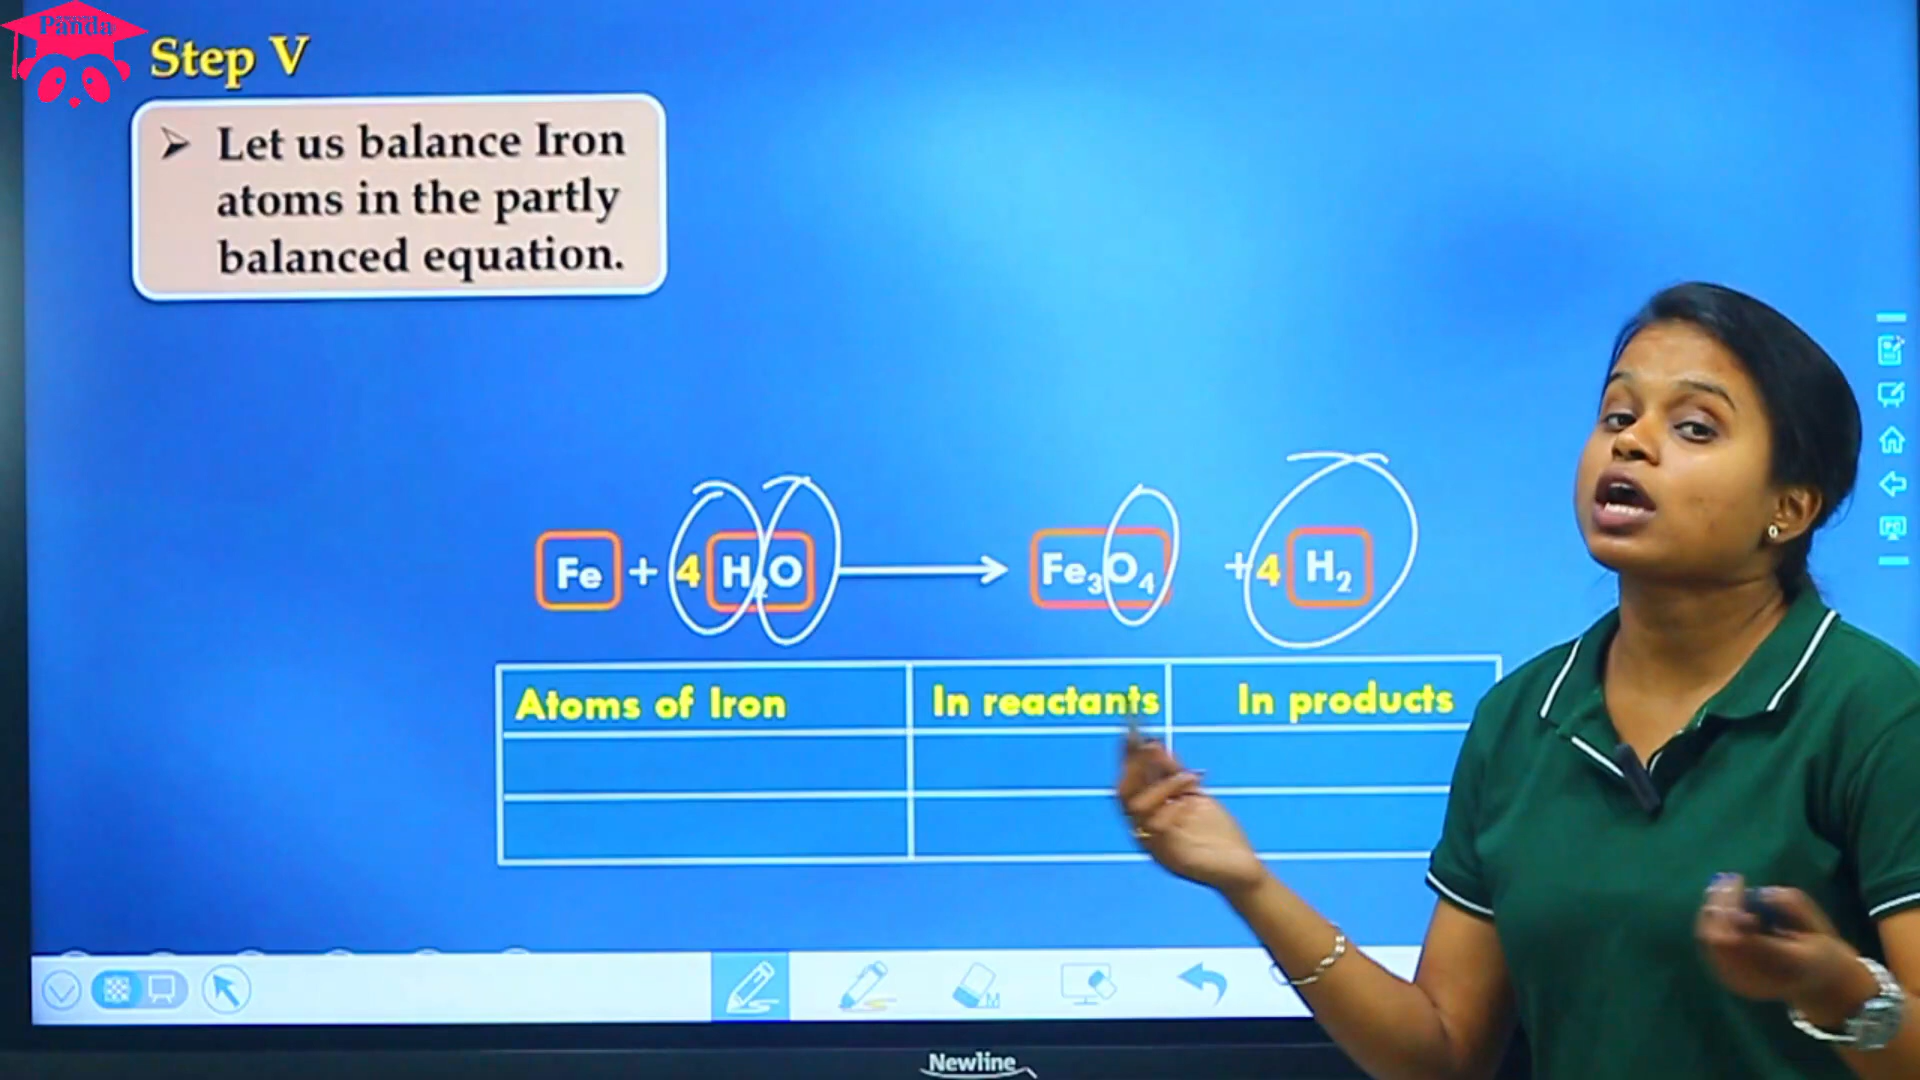 Panda
Step V
➤ Let us balance Iron
atoms in the partly
balanced equation.
Fe + 4 H₂O ⟶ Fe₃O₄ + 4 H₂
Atoms of Iron In reactants In products
M
Newline